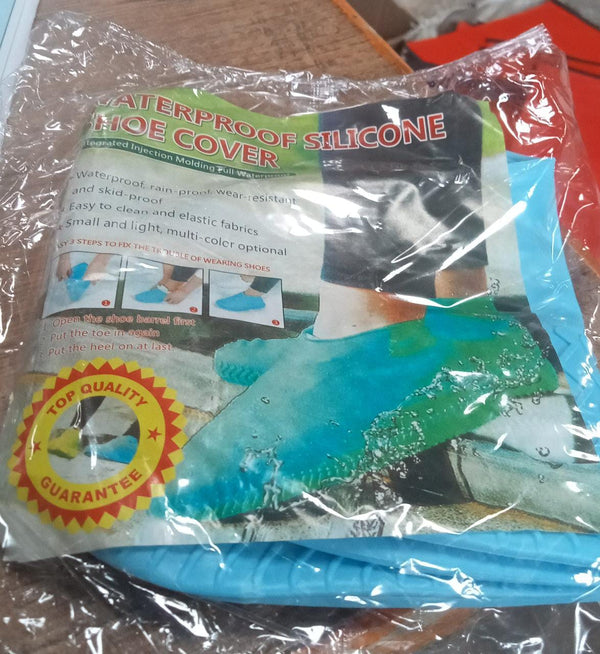 WATERPROOF SILICONE
SHOE COVER
Integrated Injection Molding Full Waterproof
Waterproof, rain-proof, wear-resistant
and skid-proof
Easy to clean and elastic fabrics
Small and light, multi-color optional
3 STEPS TO FIX THE TROUBLE OF WEARING SHOES
1
2
3
Open the shoe barrel first
Put the toe in again
Put the heel on at last
TOP QUALITY
GUARANTEE